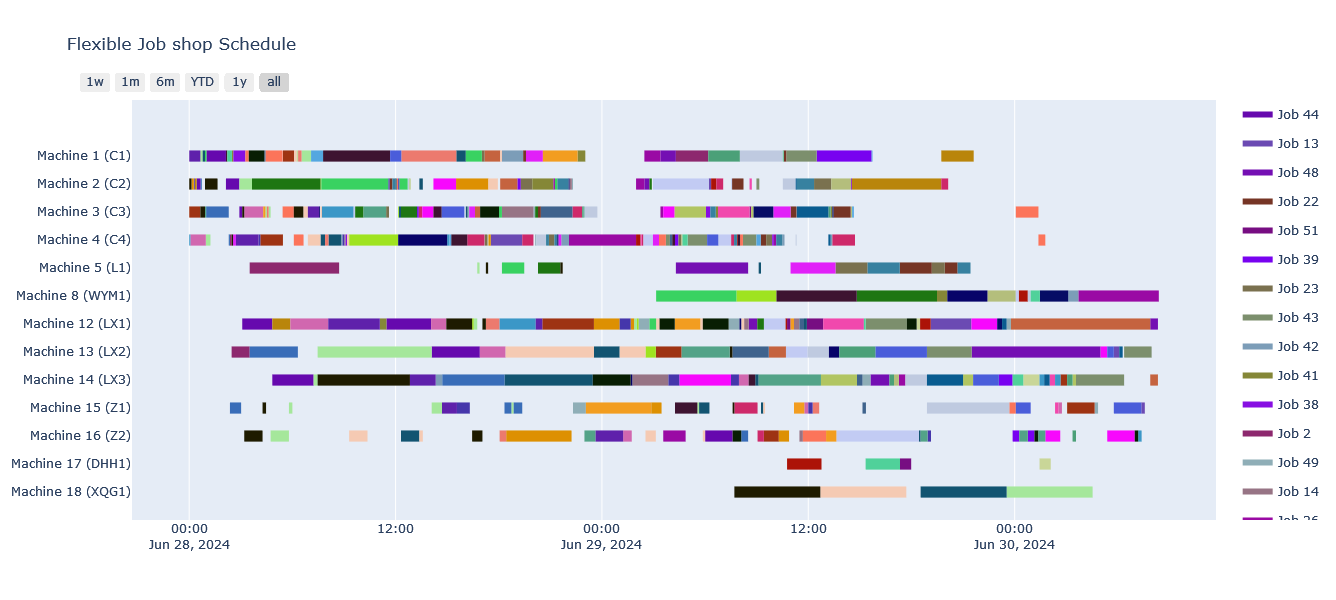 Flexible Job shop Schedule
1w 1m 6m YTD 1y all
Machine 1 (C1)
Machine 2 (C2)
Machine 3 (C3)
Machine 4 (C4)
Machine 5 (L1)
Machine 8 (WYM1)
Machine 12 (LX1)
Machine 13 (LX2)
Machine 14 (LX3)
Machine 15 (Z1)
Machine 16 (Z2)
Machine 17 (DHH1)
Machine 18 (XQG1)
00:00 12:00 00:00 12:00 00:00
Jun 28, 2024 Jun 29, 2024 Jun 30, 2024
Job 44
Job 13
Job 48
Job 22
Job 51
Job 39
Job 23
Job 43
Job 42
Job 41
Job 38
Job 2
Job 49
Job 14